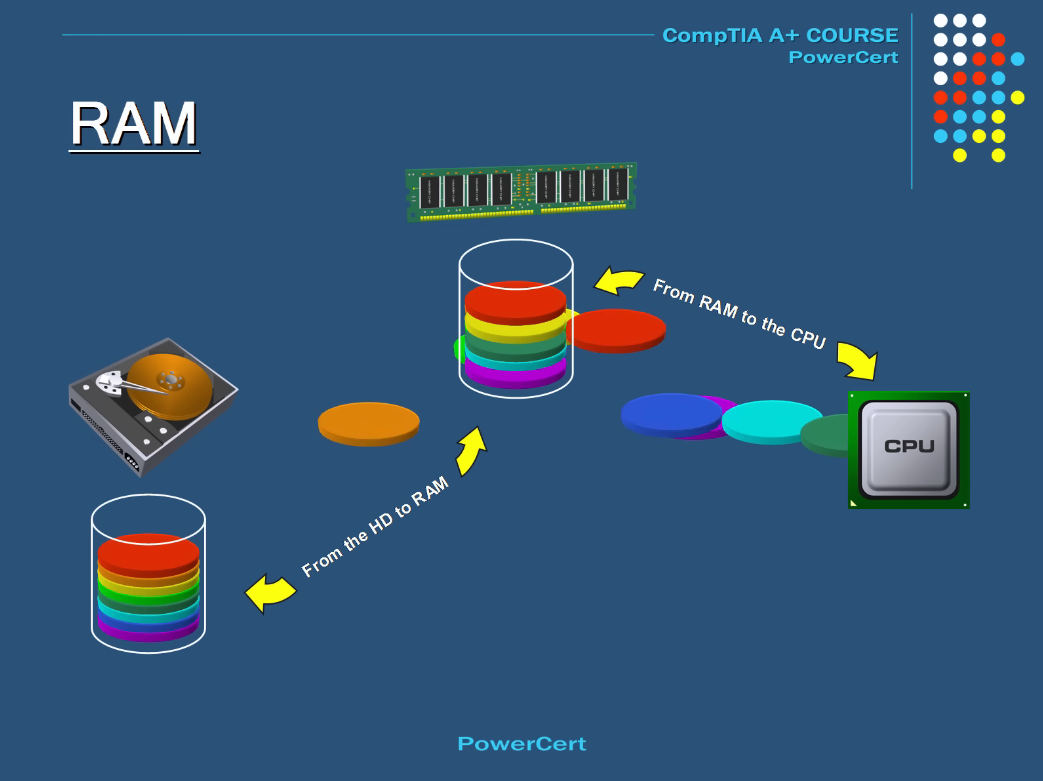 CompTIA A+ COURSE
PowerCert
RAM
From RAM to the CPU
CPU
From the HD to RAM
PowerCert